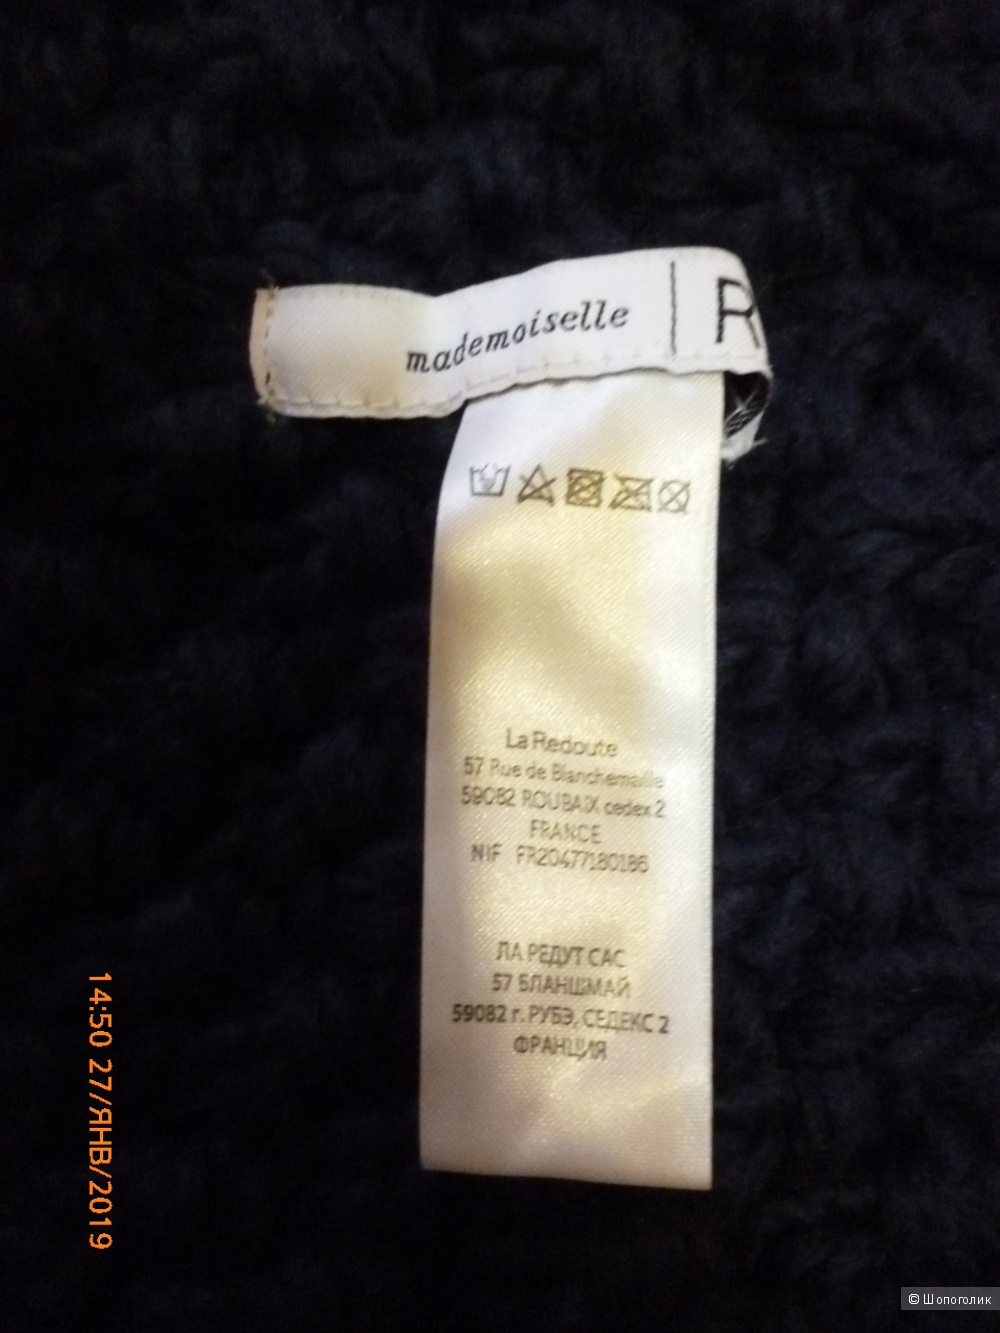 mademoiselle | R
La Redoute
57 Rue de Blanchemaille
59082 ROUBAIX cedex 2
FRANCE
NIF FR20477180186
ЛА РЕДУТ САС
57 БЛАНШМАЙ
59082 г. РУБЭ, СЕДЕКС 2
ФРАНЦИЯ
14:50 27/ЯНВ/2019
© Шопоголик